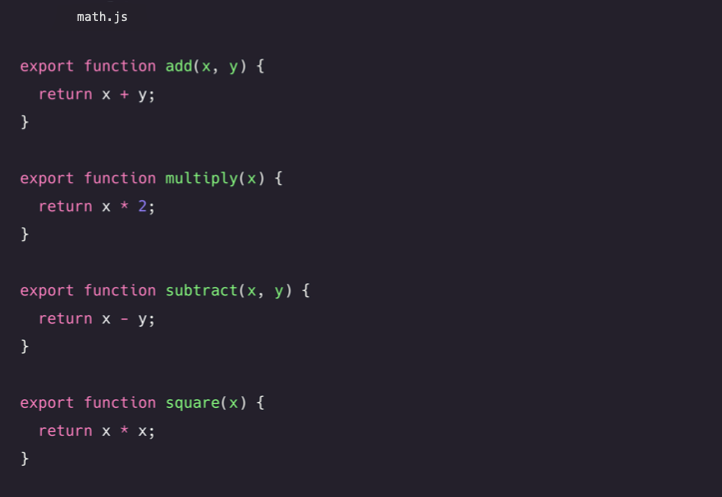 math.js
export function add(x, y) {
return x + y;
}
export function multiply(x) {
return x * 2;
}
export function subtract(x, y) {
return x - y;
}
export function square(x) {
return x * x;
}